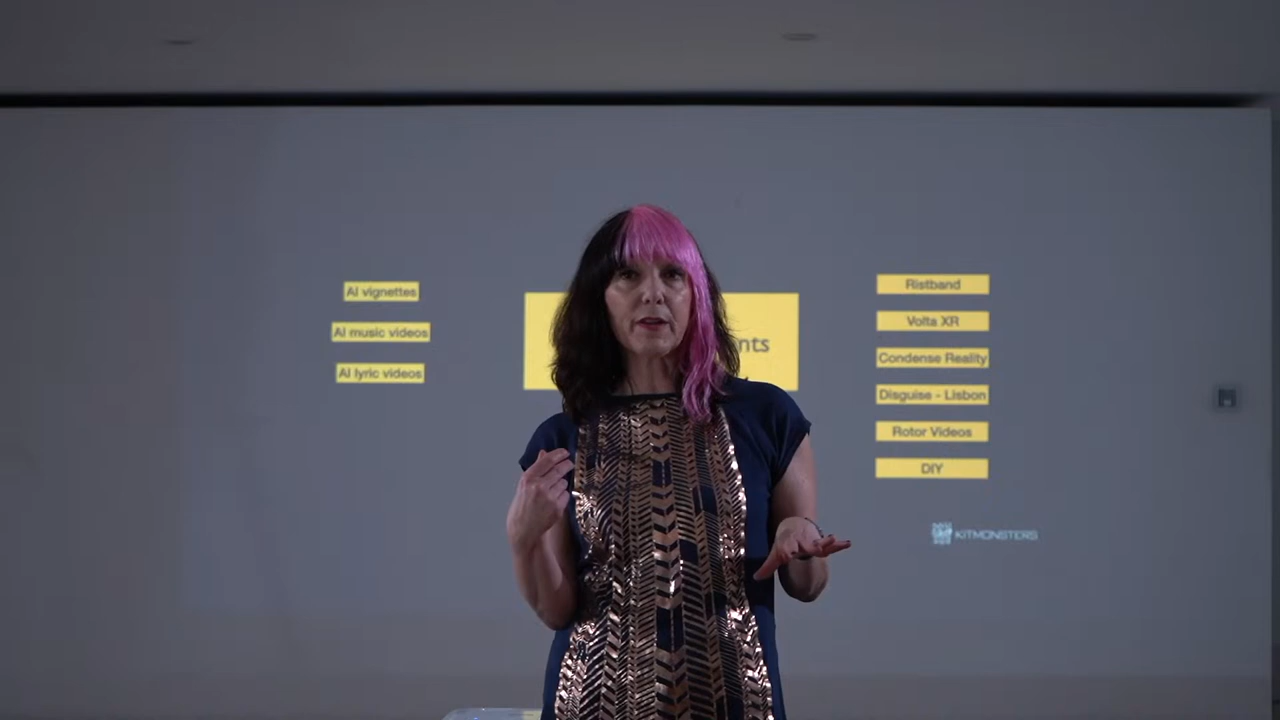 AI vignettes
AI music videos
AI lyric videos
Ristband
Volta XR
Condense Reality
Disguise - Lisbon
Rotor Videos
DIY
KITMONSTERS